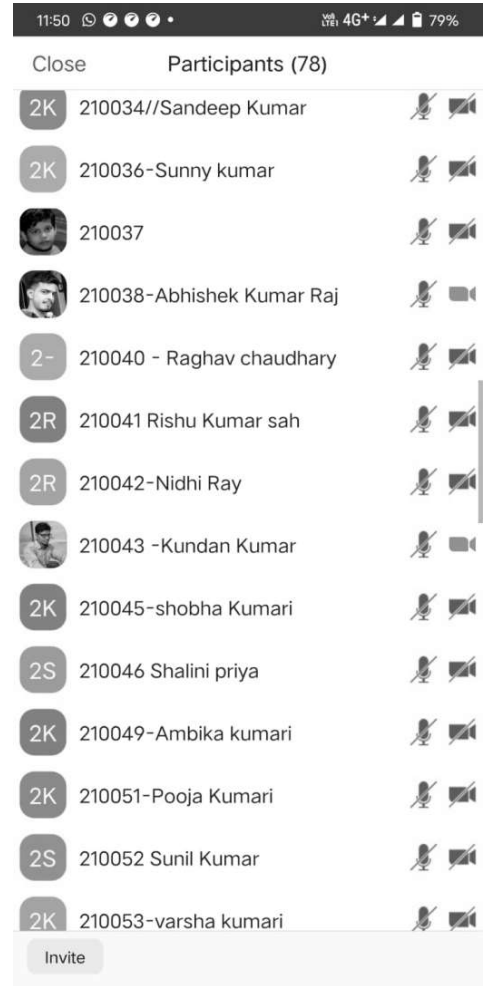 11:50 Vo)) LTE1 4G+ 79%
Close Participants (78)
2K 210034//Sandeep Kumar
2K 210036-Sunny kumar
210037
210038-Abhishek Kumar Raj
2- 210040 - Raghav chaudhary
2R 210041 Rishu Kumar sah
2R 210042-Nidhi Ray
210043 -Kundan Kumar
2K 210045-shobha Kumari
2S 210046 Shalini priya
2K 210049-Ambika kumari
2K 210051-Pooja Kumari
2S 210052 Sunil Kumar
2K 210053-varsha kumari
Invite